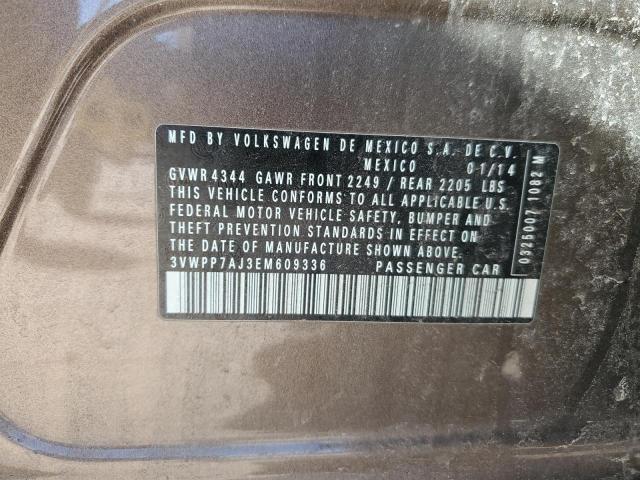 MFD BY VOLKSWAGEN DE MEXICO S.A. DE C.V.
MEXICO 01/14
GVWR 4344 GAWR FRONT 2249 / REAR 2205 LBS
THIS VEHICLE CONFORMS TO ALL APPLICABLE U.S.
FEDERAL MOTOR VEHICLE SAFETY, BUMPER AND
THEFT PREVENTION STANDARDS IN EFFECT ON
THE DATE OF MANUFACTURE SHOWN ABOVE.
3VWPP7AJ3EM609336 PASSENGER CAR
0325007 1082 M